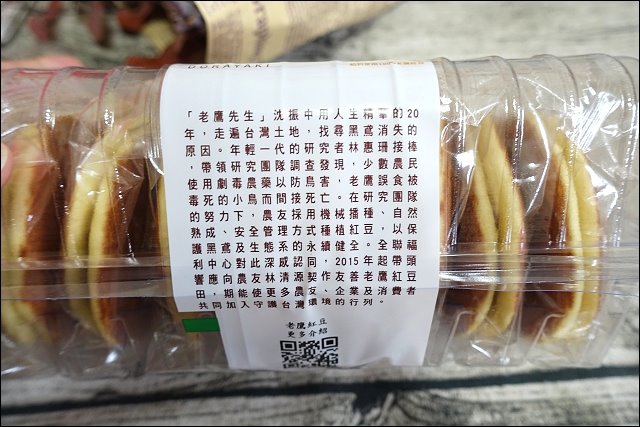 DORAYAKI
「老鷹先生」沈振中，用人生精華的20
年，走遍台灣土地，找尋黑鳶消失的
原因。年輕一代的研究者林惠珊接棒
，帶領研究團隊調查發現，少數農民
使用劇毒農藥以防鳥害，老鷹誤食被
毒死的小鳥而間接死亡。在研究團隊
的努力下，農友採用機械播種、自然
熟成及安全管理方式種植紅豆，以保
護黑鳶、生態系永續健全。全聯福
利中心對此深感認同，2015年起帶頭
響應向農友林清源契作友善老鷹紅豆
田，期能使更多農友、企業及消費者
共同加入守護台灣環境的行列。
老鷹紅豆
更多介紹